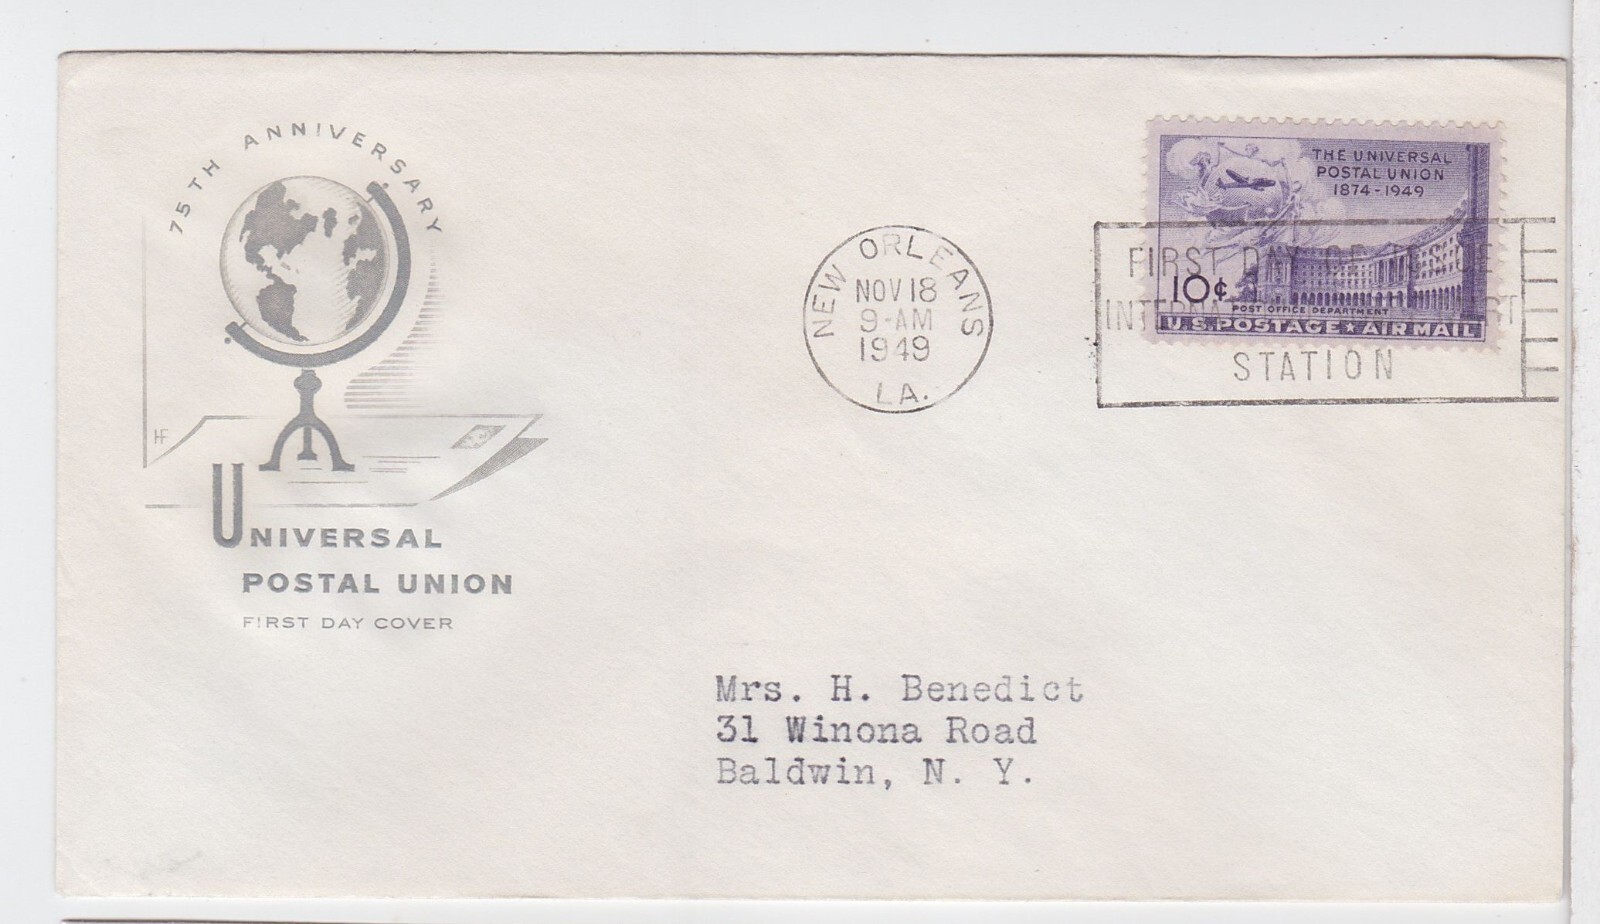 75TH ANNIVERSARY
HF
UNIVERSAL
POSTAL UNION
FIRST DAY COVER
NEW ORLEANS
NOV 18
9-AM
1949
LA.
THE UNIVERSAL
POSTAL UNION
1874-1949
10¢
POST OFFICE DEPARTMENT
U.S. POSTAGE ★ AIR MAIL
FIRST DAY OF ISSUE
STATION
Mrs. H. Benedict
31 Winona Road
Baldwin, N. Y.